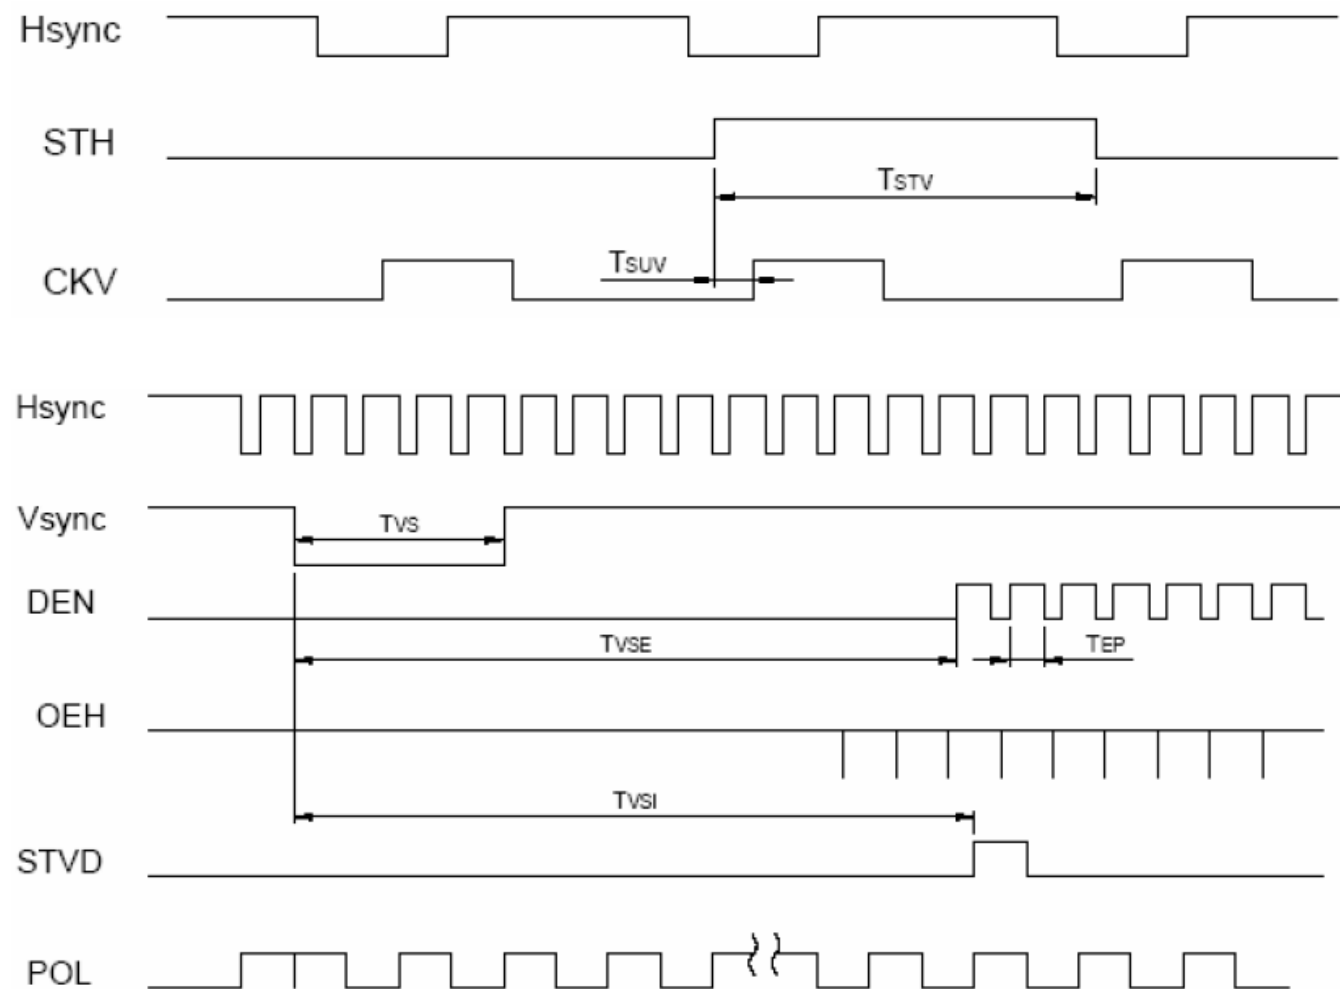 Hsync
STH
TSTV
TSUV
CKV
Hsync
Vsync
TVS
DEN
TVSE
TEP
OEH
TVSI
STVD
POL